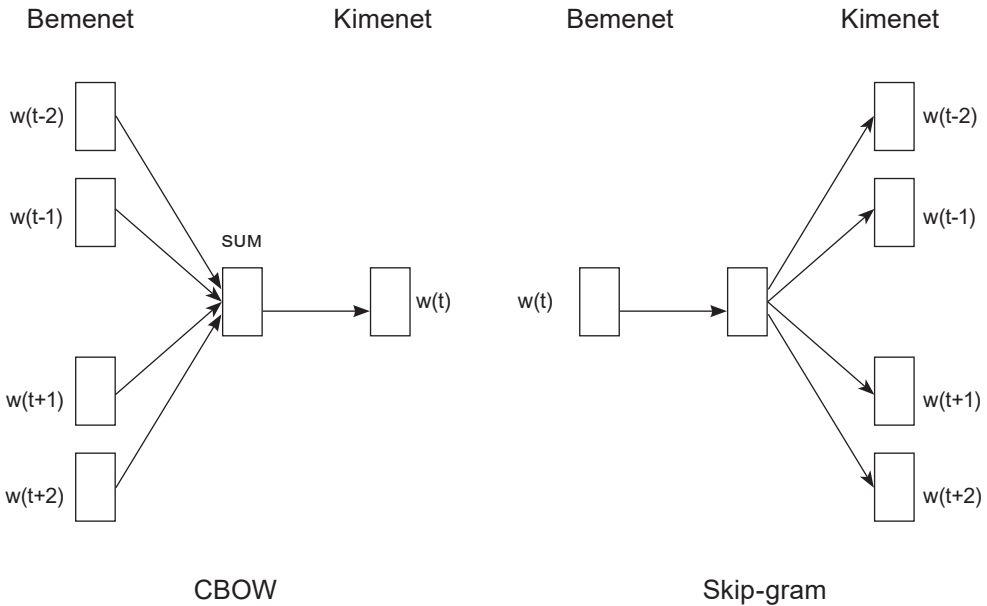 Bemenet Kimenet Bemenet Kimenet
w(t-2)
w(t-1)
SUM
w(t)
w(t+1)
w(t+2)
CBOW
w(t-2)
w(t-1)
w(t)
w(t+1)
w(t+2)
Skip-gram